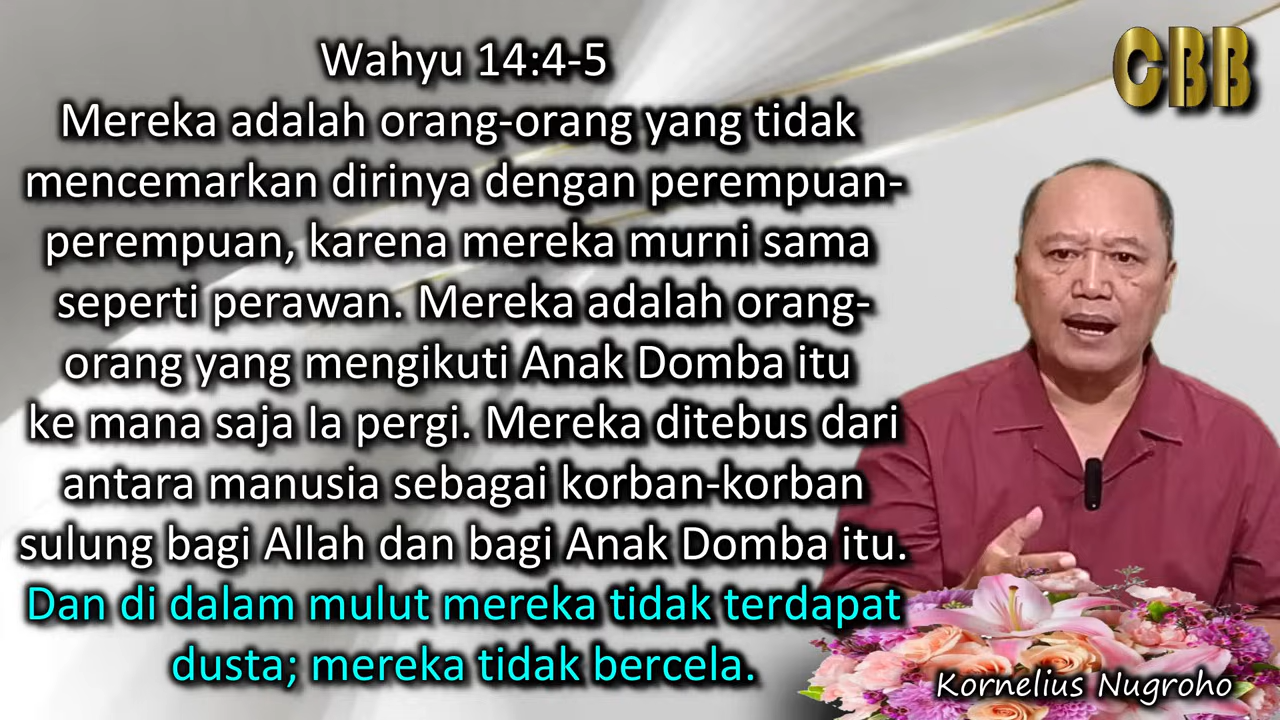 Wahyu 14:4-5
Mereka adalah orang-orang yang tidak
mencemarkan dirinya dengan perempuan-
perempuan, karena mereka murni sama
seperti perawan. Mereka adalah orang-
orang yang mengikuti Anak Domba itu
ke mana saja Ia pergi. Mereka ditebus dari
antara manusia sebagai korban-korban
sulung bagi Allah dan bagi Anak Domba itu.
Dan di dalam mulut mereka tidak terdapat
dusta; mereka tidak bercela.
CBB
Kornelius Nugroho